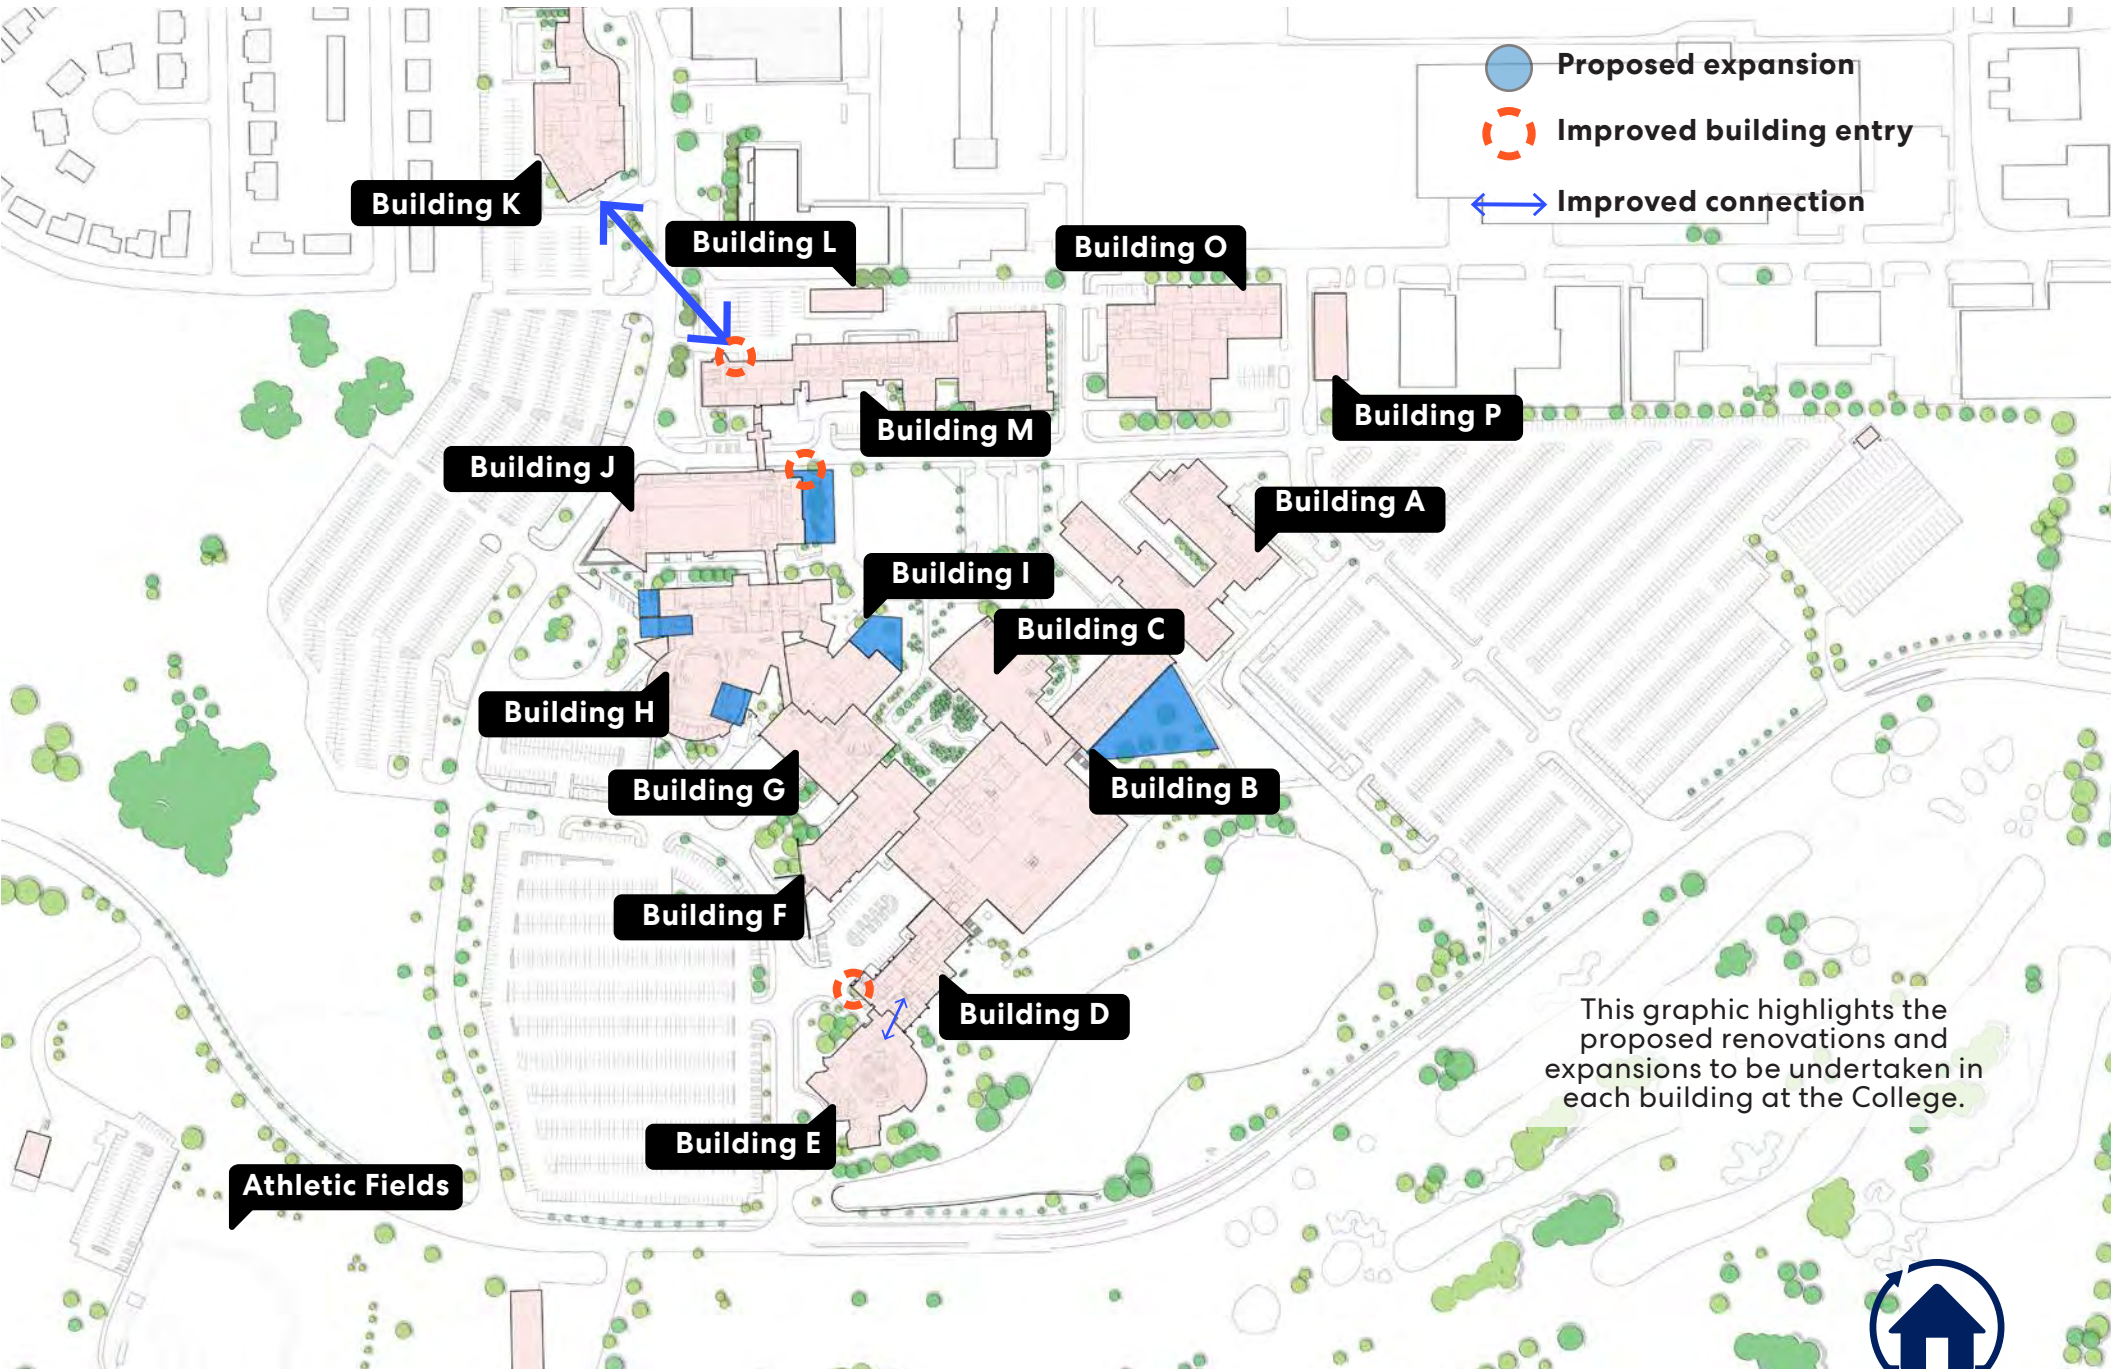 Proposed expansion
Improved building entry
Improved connection
Building K
Building L
Building O
Building M
Building P
Building J
Building A
Building I
Building C
Building H
Building G
Building B
Building F
Building D
Building E
Athletic Fields
This graphic highlights the
proposed renovations and
expansions to be undertaken in
each building at the College.